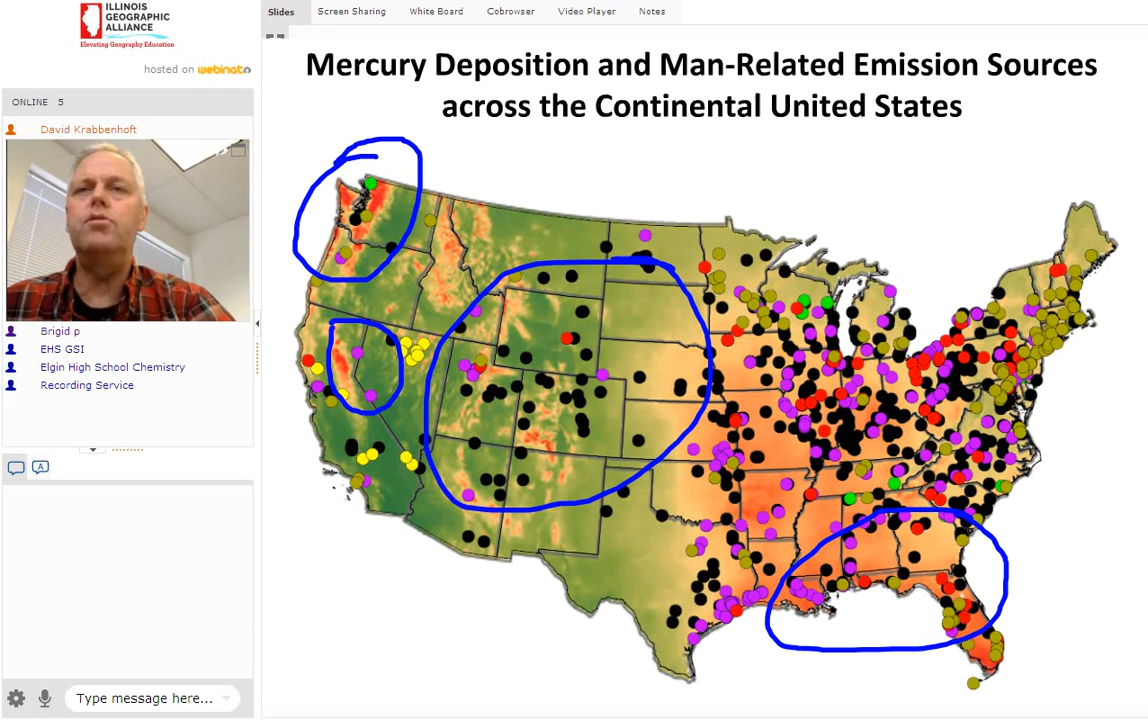 ILLINOIS
GEOGRAPHIC
ALLIANCE
Elevating Geography Education
hosted on webinato
ONLINE 5
David Krabbenhoft
Brigid p
EHS GSI
Elgin High School Chemistry
Recording Service
A
Type message here...
Slides
Screen Sharing
White Board
Cobrowser
Video Player
Notes
Mercury Deposition and Man-Related Emission Sources
across the Continental United States